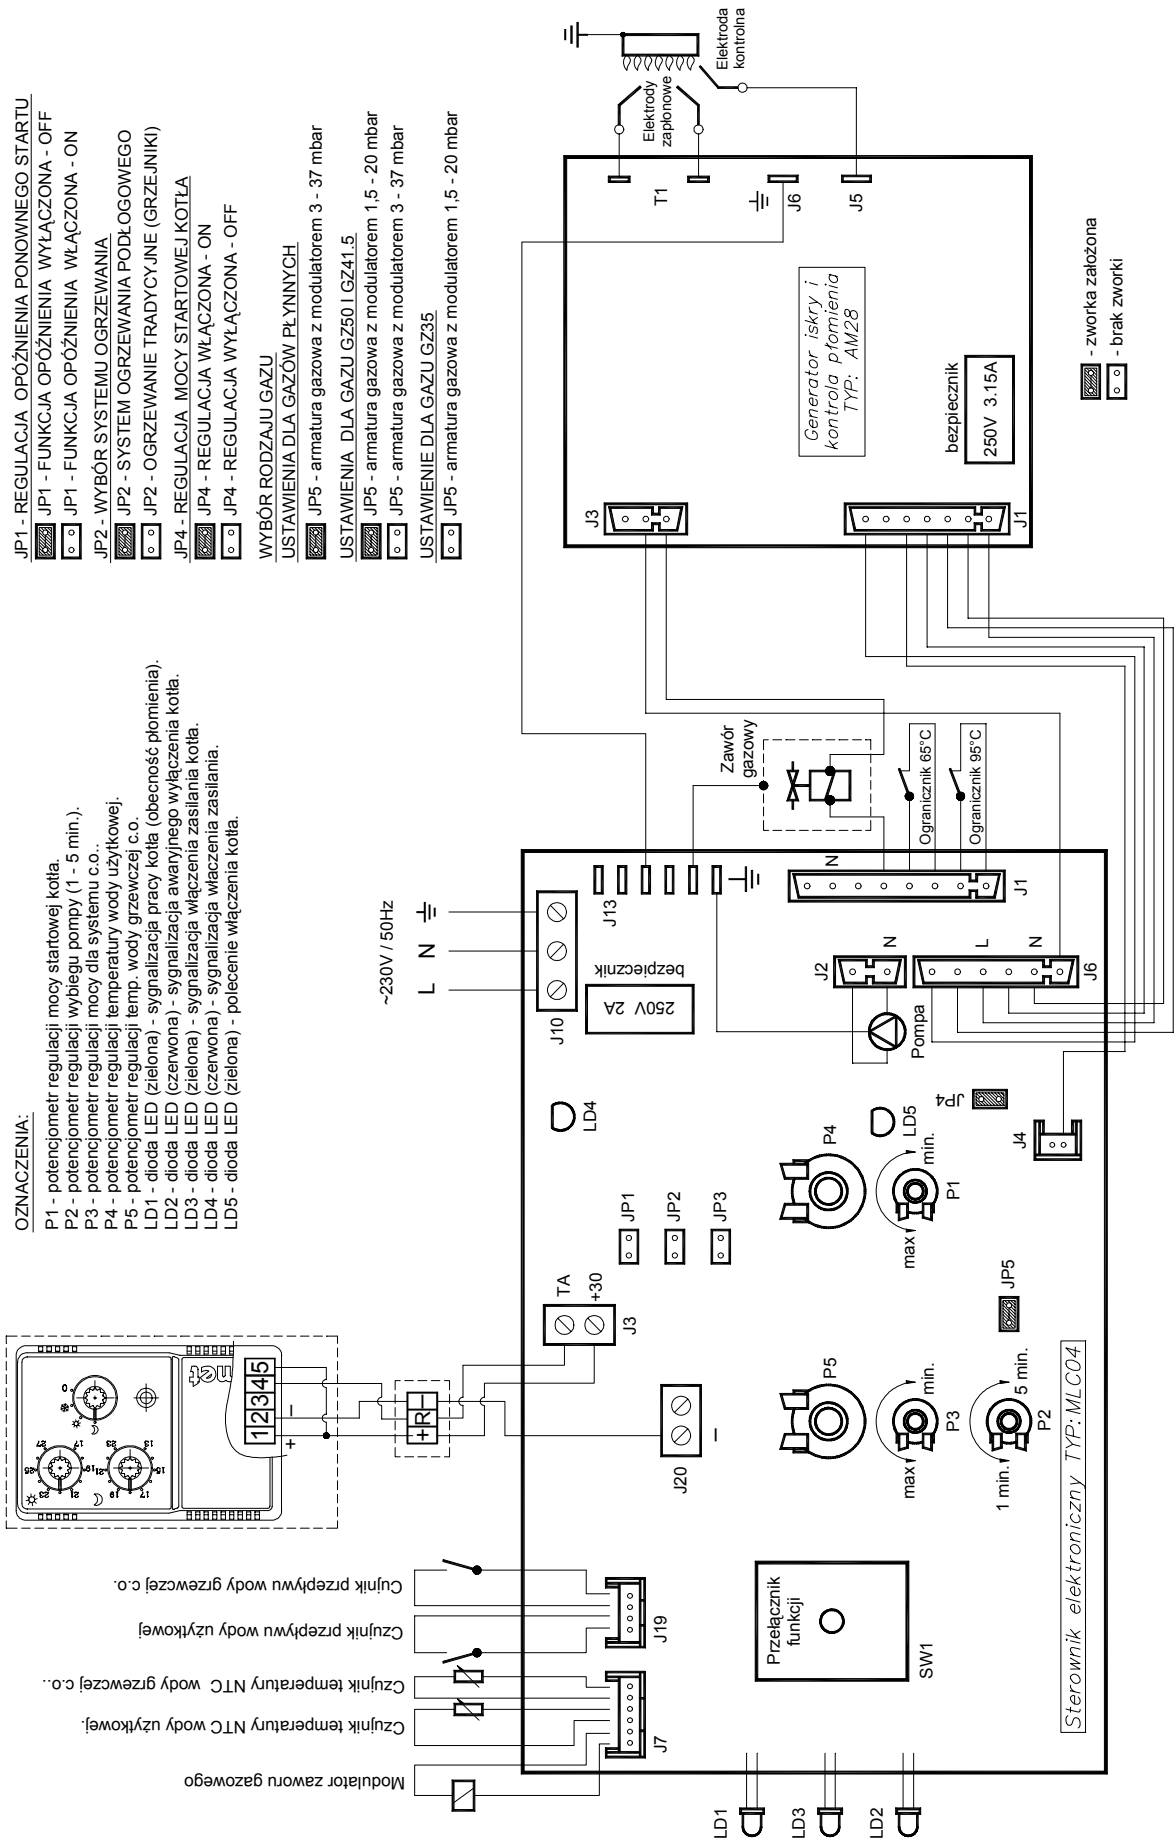 OZNACZENIA:
P1 - potencjometr regulacji mocy startowej kotła.
P2 - potencjometr regulacji wybiegu pompy (1 - 5 min.).
P3 - potencjometr regulacji mocy dla systemu c.o..
P4 - potencjometr regulacji temperatury wody użytkowej.
P5 - potencjometr regulacji temp. wody grzewczej c.o.
LD1 - dioda LED (zielona) - sygnalizacja pracy kotła (obecność płomienia).
LD2 - dioda LED (czerwona) - sygnalizacja awaryjnego wyłączenia kotła.
LD3 - dioda LED (zielona) - sygnalizacja włączenia zasilania kotła.
LD4 - dioda LED (czerwona) - sygnalizacja właczenia zasilania.
LD5 - dioda LED (zielona) - polecenie włączenia kotła.
JP1 - REGULACJA OPÓŹNIENIA PONOWNEGO STARTU
JP1 - FUNKCJA OPÓŹNIENIA WYŁĄCZONA - OFF
JP1 - FUNKCJA OPÓŹNIENIA WŁĄCZONA - ON
JP2 - WYBÓR SYSTEMU OGRZEWANIA
JP2 - SYSTEM OGRZEWANIA PODŁOGOWEGO
JP2 - OGRZEWANIE TRADYCYJNE (GRZEJNIKI)
JP4 - REGULACJA MOCY STARTOWEJ KOTŁA
JP4 - REGULACJA WŁĄCZONA - ON
JP4 - REGULACJA WYŁĄCZONA - OFF
WYBÓR RODZAJU GAZU
USTAWIENIA DLA GAZÓW PŁYNNYCH
JP5 - armatura gazowa z modulatorem 3 - 37 mbar
USTAWIENIA DLA GAZU GZ50 I GZ41.5
JP5 - armatura gazowa z modulatorem 1,5 - 20 mbar
JP5 - armatura gazowa z modulatorem 3 - 37 mbar
USTAWIENIE DLA GAZU GZ35
JP5 - armatura gazowa z modulatorem 1,5 - 20 mbar
met
1 2 3 4 5
+ −
+ R −
Modulator zaworu gazowego
Czujnik temperatury NTC wody użytkowej.
Czujnik temperatury NTC wody grzewczej c.o..
Czujnik przepływu wody użytkowej
Cujnik przepływu wody grzewczej c.o.
J7
J19
J20
−
J3
TA
+30
~230V / 50Hz
L N
J10
250V 2A
bezpiecznik
J13
LD4
JP1
JP2
JP3
P5
P4
LD5
max
min.
P3
max
min.
P1
JP4
JP5
1 min.
5 min.
P2
J4
Przełącznik
funkcji
SW1
LD1
LD3
LD2
Sterownik elektroniczny TYP: MLC04
Pompa
J2
N
L
N
J6
N
J1
Zawór
gazowy
Ogranicznik 65°C
Ogranicznik 95°C
J3
J1
Generator iskry i
kontrola płomienia
TYP: AM28
bezpiecznik
250V 3.15A
T1
J6
J5
Elektrody
zapłonowe
Elektroda
kontrolna
- zworka założona
- brak zworki